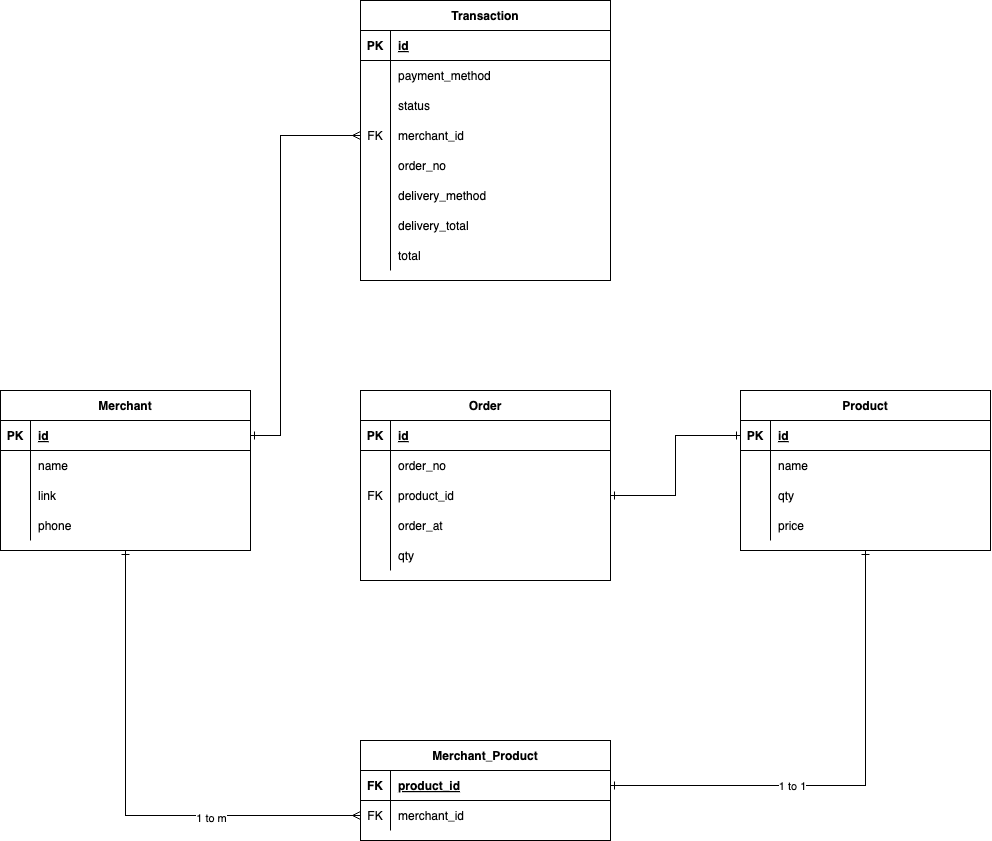 Transaction
PK id
payment_method
status
FK merchant_id
order_no
delivery_method
delivery_total
total
Merchant
PK id
name
link
phone
Order
PK id
order_no
FK product_id
order_at
qty
Product
PK id
name
qty
price
Merchant_Product
FK product_id
FK merchant_id
1 to 1
1 to m